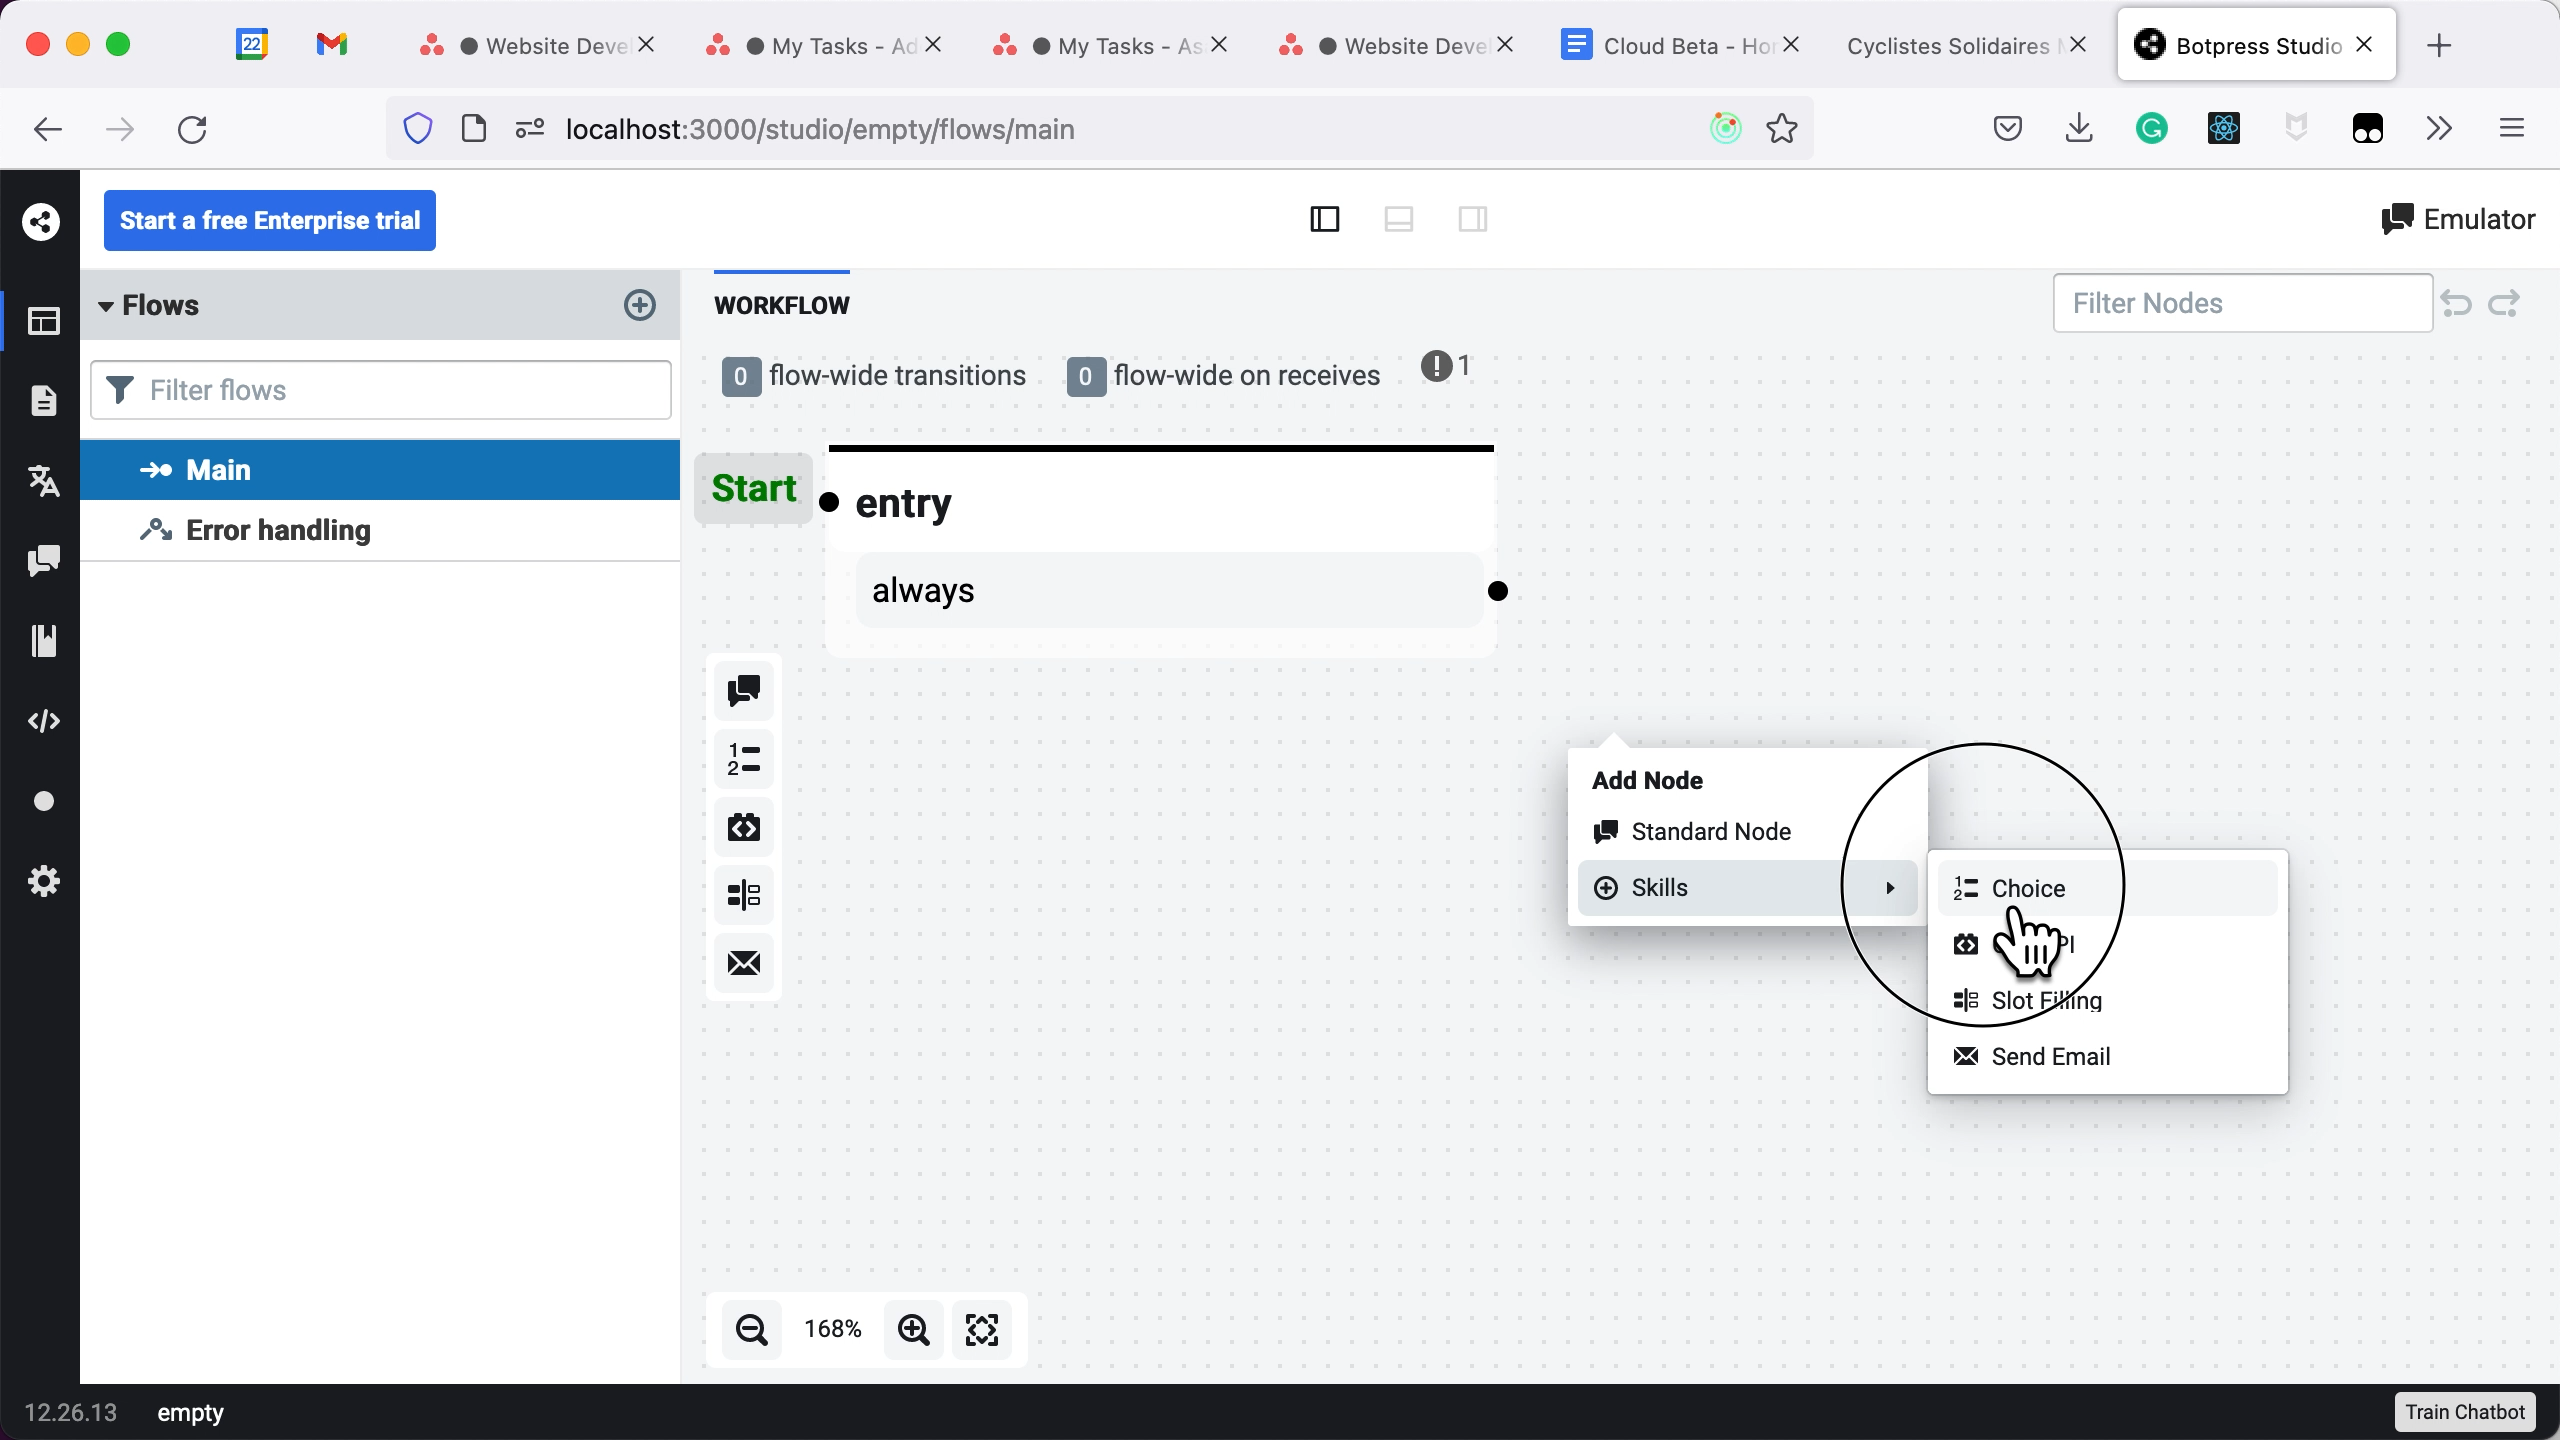 22
Website Deve
My Tasks - Ad
My Tasks - As
Website Devel
Cloud Beta - Hor
Cyclistes Solidaires
Botpress Studio
localhost:3000/studio/empty/flows/main
Start a free Enterprise trial
Emulator
Flows
WORKFLOW
Filter Nodes
Filter flows
0 flow-wide transitions
0 flow-wide on receives
1
Main
Error handling
Start
entry
always
Add Node
Standard Node
Skills
Choice
Slot Filling
Send Email
168%
12.26.13
empty
Train Chatbot